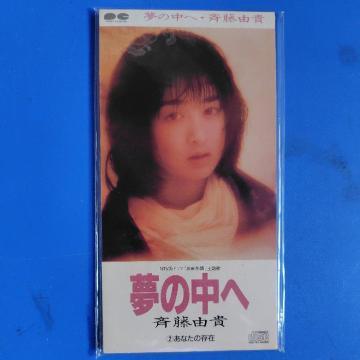 夢の中へ・斉藤由貴
夢の中へ
斉藤由貴
②あなたの存在